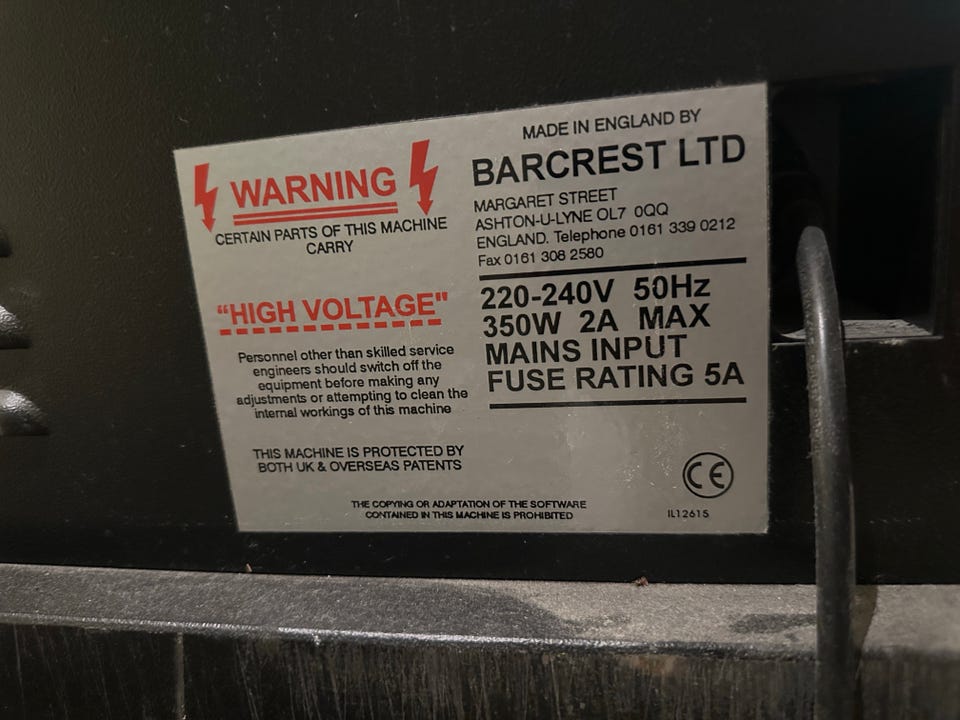 WARNING
CERTAIN PARTS OF THIS MACHINE
CARRY
“HIGH VOLTAGE"
Personnel other than skilled service
engineers should switch off the
equipment before making any
adjustments or attempting to clean the
internal workings of this machine
THIS MACHINE IS PROTECTED BY
BOTH UK & OVERSEAS PATENTS
MADE IN ENGLAND BY
BARCREST LTD
MARGARET STREET
ASHTON-U-LYNE OL7 0QQ
ENGLAND. Telephone 0161 339 0212
Fax 0161 308 2580
220-240V 50Hz
350W 2A MAX
MAINS INPUT
FUSE RATING 5A
CE
THE COPYING OR ADAPTATION OF THE SOFTWARE
CONTAINED IN THIS MACHINE IS PROHIBITED
IL12615